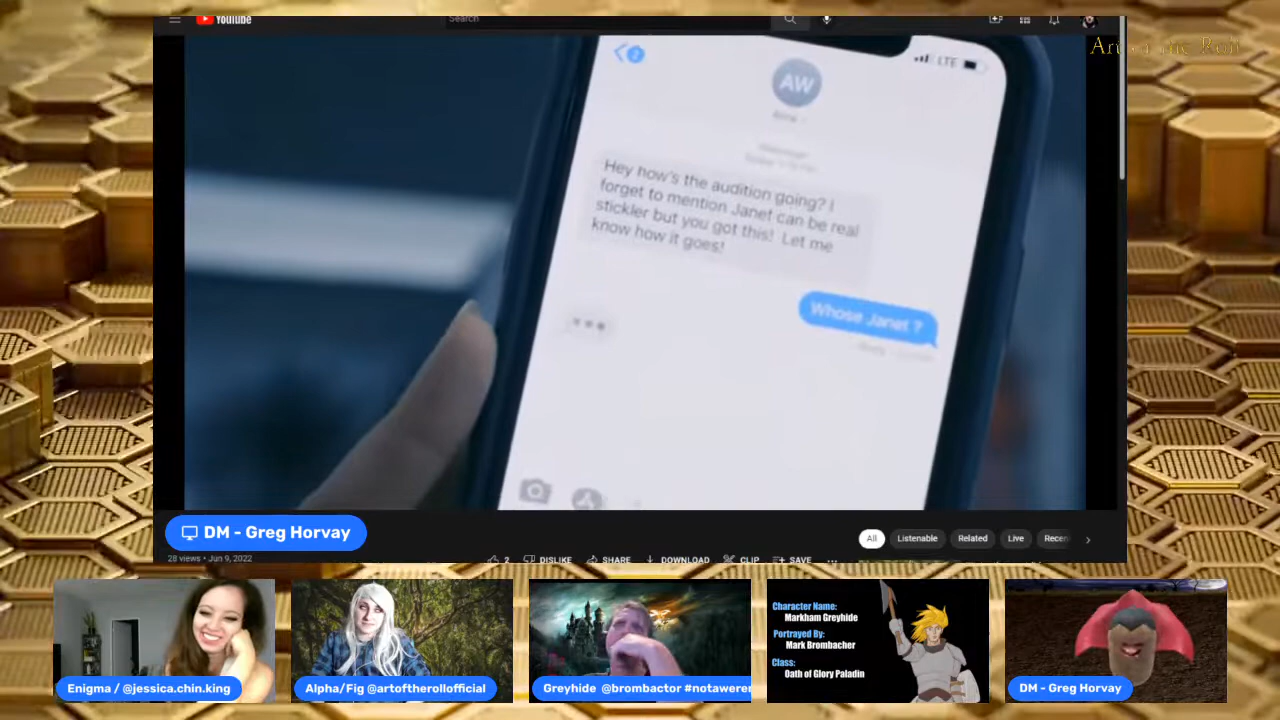 YouTube
Search
Art of the Roll
AW
LTE
2
Hey how's the audition going? I
forget to mention Janet can be real
stickler but you got this! Let me
know how it goes!
Whose Janet ?
DM - Greg Horvay
All
Listenable
Related
Live
Recen
28 views • Jun 9, 2022
2
DISLIKE
SHARE
DOWNLOAD
CLIP
SAVE
Enigma / @jessica.chin.king
Alpha/Fig @artoftherollofficial
Greyhide @brombactor #notawerer
Character Name:
Markham Greyhide
Portrayed By:
Mark Brombacher
Class:
Oath of Glory Paladin
DM - Greg Horvay